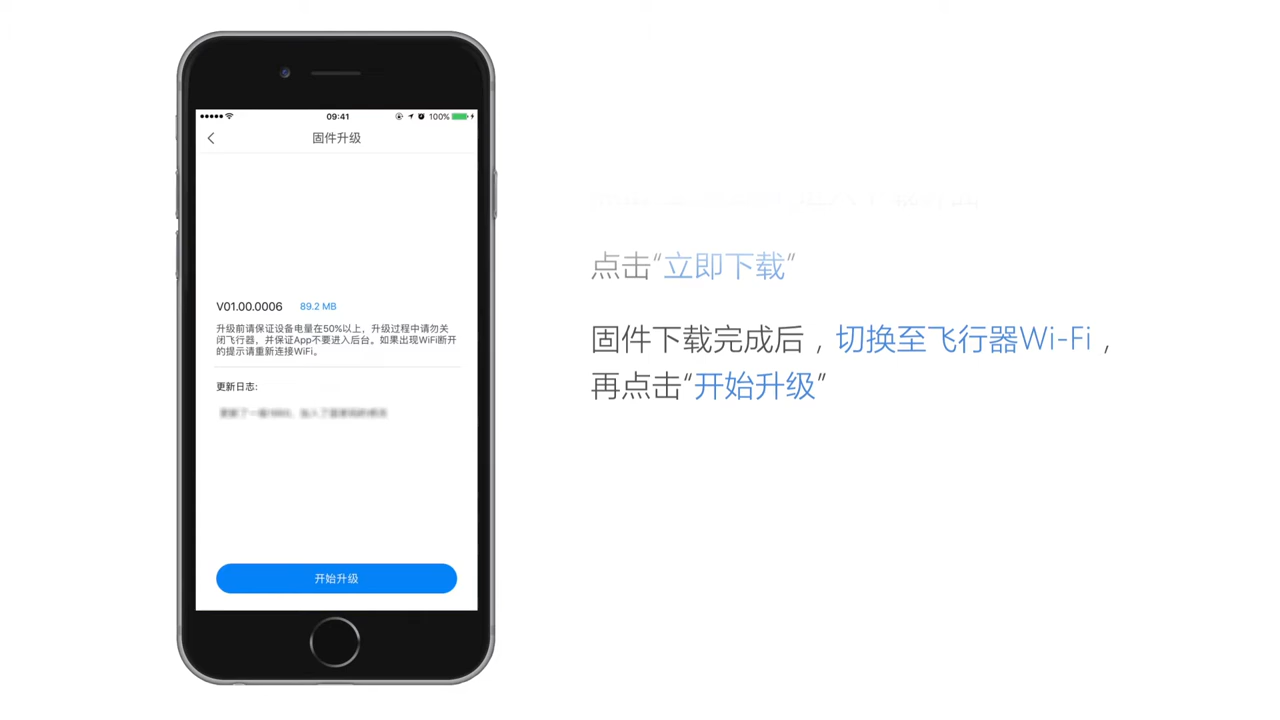 09:41
100%
固件升级
V01.00.0006 89.2 MB
升级前请保证设备电量在50%以上，升级过程中请勿关
闭飞行器，并保证App不要进入后台。如果出现WiFi断开
的提示请重新连接WiFi。
更新日志:
开始升级
点击“立即下载”
固件下载完成后，切换至飞行器Wi-Fi，
再点击“开始升级”